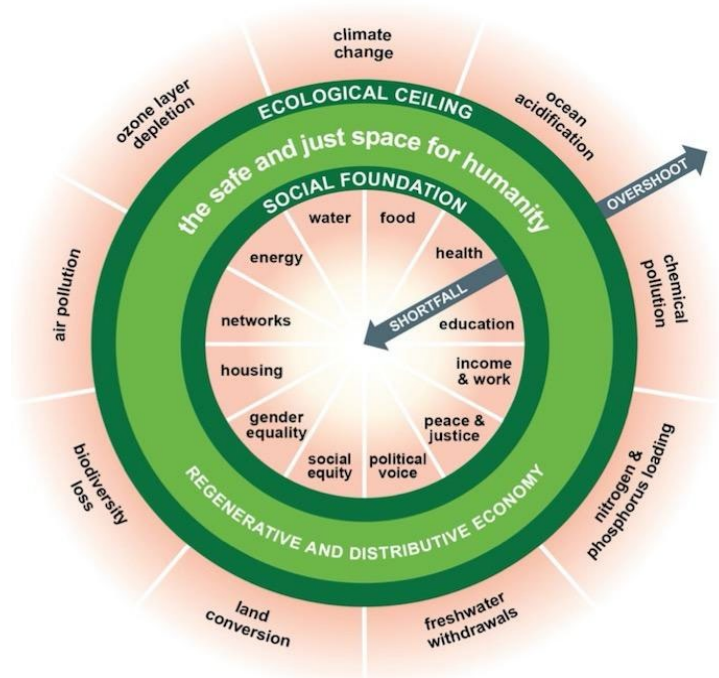 climate
change
ocean
acidification
chemical
pollution
nitrogen &
phosphorus loading
freshwater
withdrawals
land
conversion
biodiversity
loss
air pollution
ozone layer
depletion
ECOLOGICAL CEILING
the safe and just space for humanity
SOCIAL FOUNDATION
OVERSHOOT
SHORTFALL
water
food
health
education
income
& work
peace &
justice
political
voice
social
equity
gender
equality
housing
networks
energy
REGENERATIVE AND DISTRIBUTIVE ECONOMY